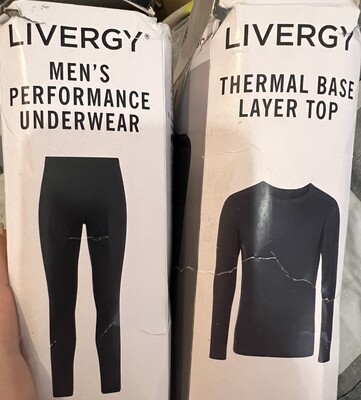 LIVERGY®
MEN'S
PERFORMANCE
UNDERWEAR
LIVERGY
THERMAL BASE
LAYER TOP